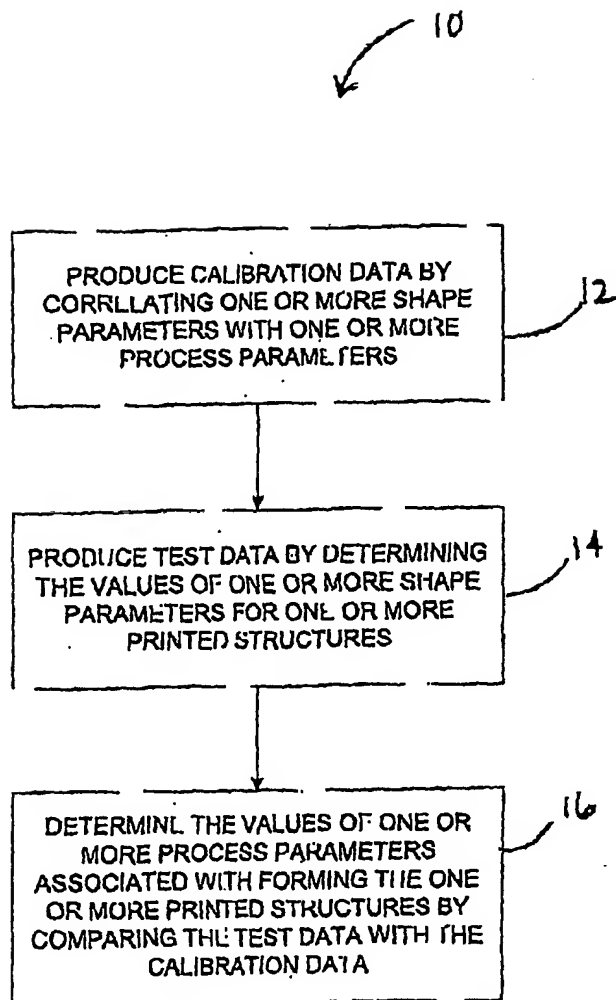 10
PRODUCE CALIBRATION DATA BY
CORRELATING ONE OR MORE SHAPE
PARAMETERS WITH ONE OR MORE
PROCESS PARAMETERS
12
PRODUCE TEST DATA BY DETERMINING
THE VALUES OF ONE OR MORE SHAPE
PARAMETERS FOR ONE OR MORE
PRINTED STRUCTURES
14
DETERMINE THE VALUES OF ONE OR
MORE PROCESS PARAMETERS
ASSOCIATED WITH FORMING THE ONE
OR MORE PRINTED STRUCTURES BY
COMPARING THE TEST DATA WITH THE
CALIBRATION DATA
16